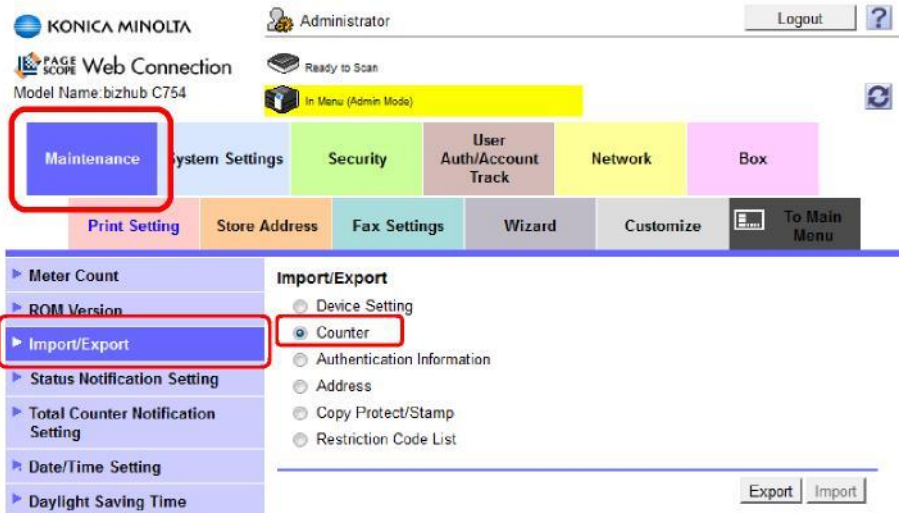 KONICA MINOLTA
Administrator
Logout
?
PAGE SCOPE Web Connection
Ready to Scan
Model Name:bizhub C754
In Menu (Admin Mode)
Maintenance
System Settings
Security
User Auth/Account Track
Network
Box
Print Setting
Store Address
Fax Settings
Wizard
Customize
To Main Menu
Meter Count
ROM Version
Import/Export
Status Notification Setting
Total Counter Notification
Setting
Date/Time Setting
Daylight Saving Time
Import/Export
Device Setting
Counter
Authentication Information
Address
Copy Protect/Stamp
Restriction Code List
Export
Import